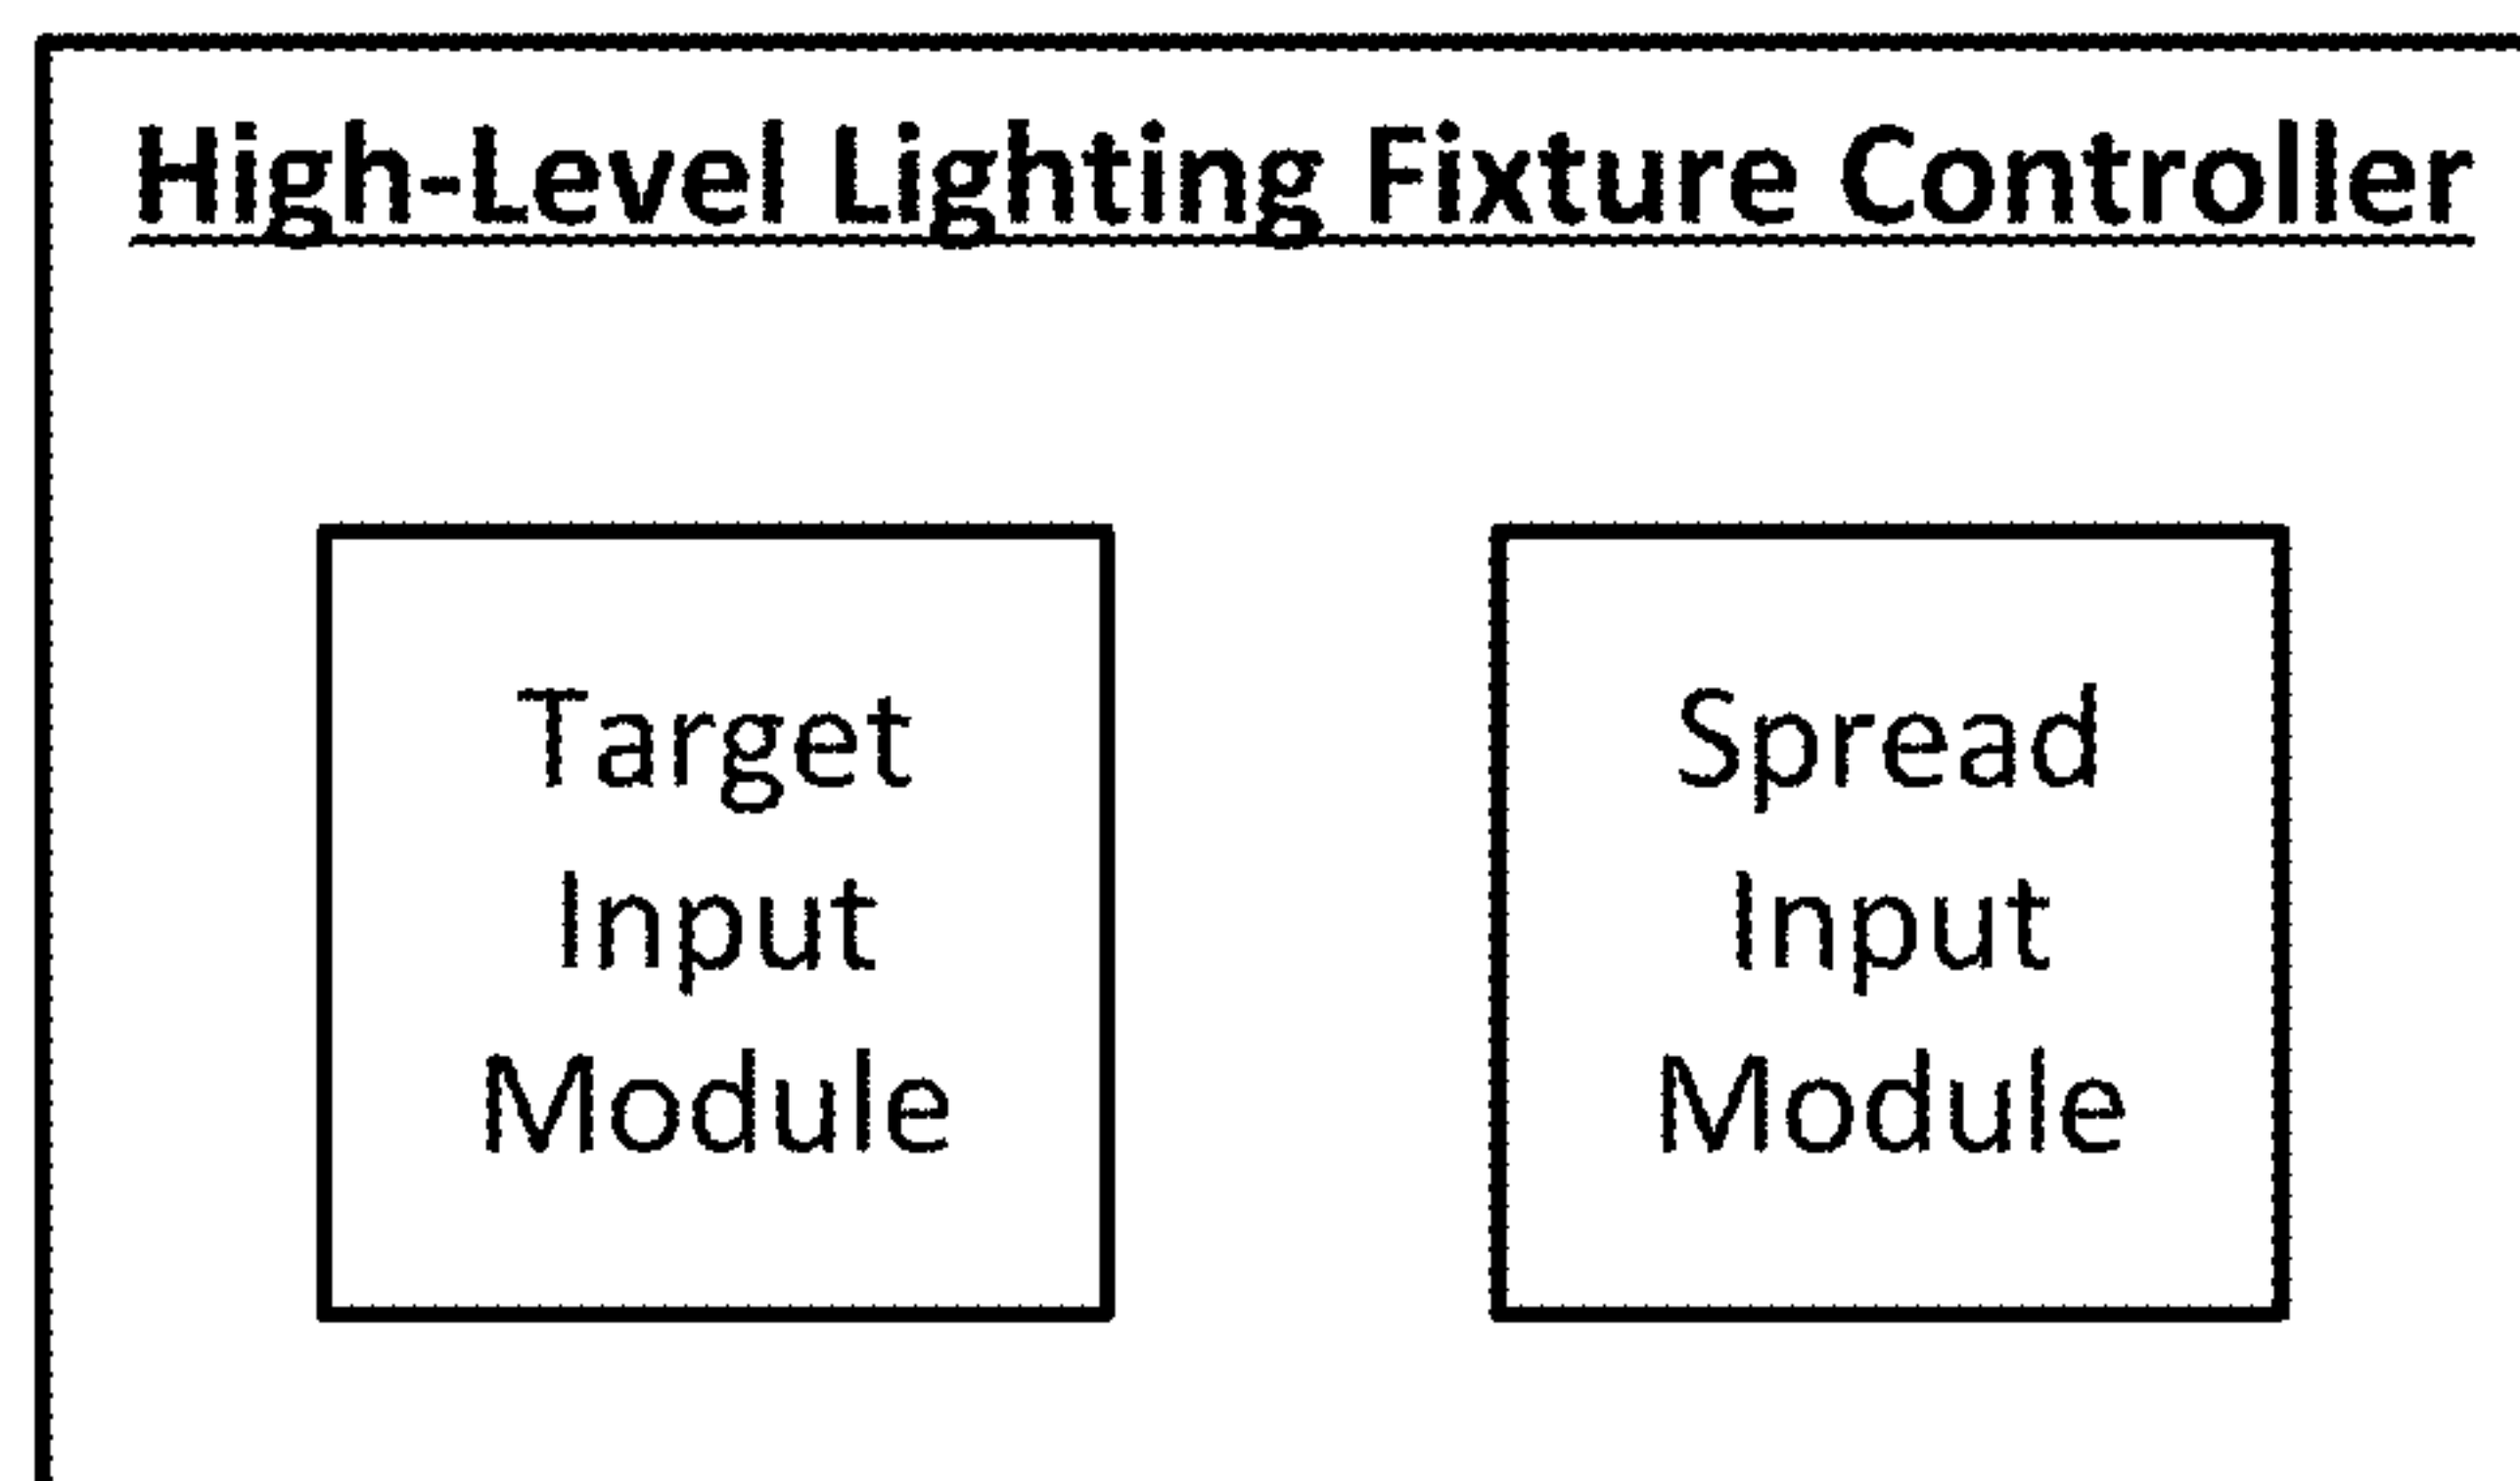 High-Level Lighting Fixture Controller
Target
Input
Module
Spread
Input
Module